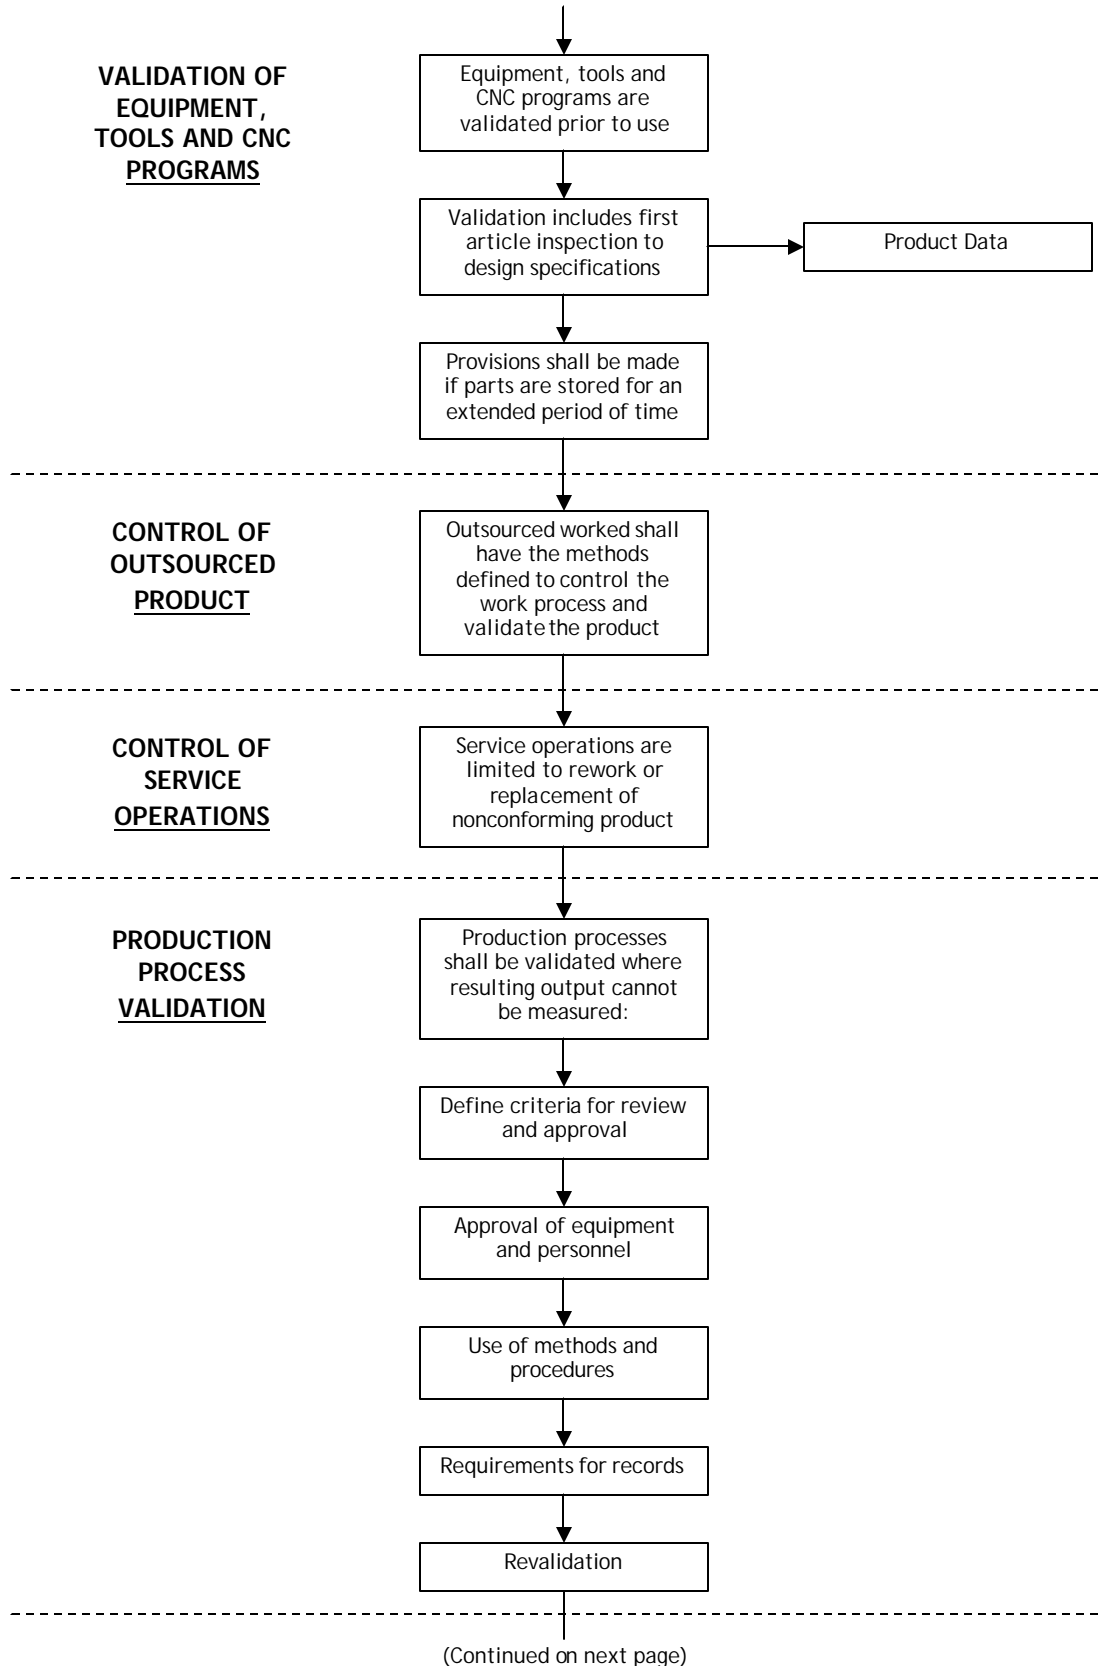 VALIDATION OF
EQUIPMENT,
TOOLS AND CNC
PROGRAMS
Equipment, tools and
CNC programs are
validated prior to use
Validation includes first
article inspection to
design specifications
Product Data
Provisions shall be made
if parts are stored for an
extended period of time
CONTROL OF
OUTSOURCED
PRODUCT
Outsourced worked shall
have the methods
defined to control the
work process and
validate the product
CONTROL OF
SERVICE
OPERATIONS
Service operations are
limited to rework or
replacement of
nonconforming product
PRODUCTION
PROCESS
VALIDATION
Production processes
shall be validated where
resulting output cannot
be measured:
Define criteria for review
and approval
Approval of equipment
and personnel
Use of methods and
procedures
Requirements for records
Revalidation
(Continued on next page)